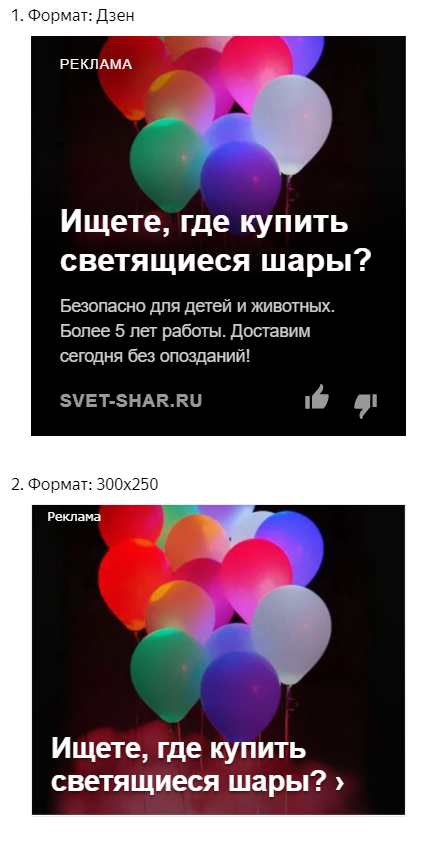 1. Формат: Дзен
РЕКЛАМА
Ищете, где купить
светящиеся шары?
Безопасно для детей и животных.
Более 5 лет работы. Доставим
сегодня без опозданий!
SVET-SHAR.RU
2. Формат: 300x250
Реклама
Ищете, где купить
светящиеся шары? ›